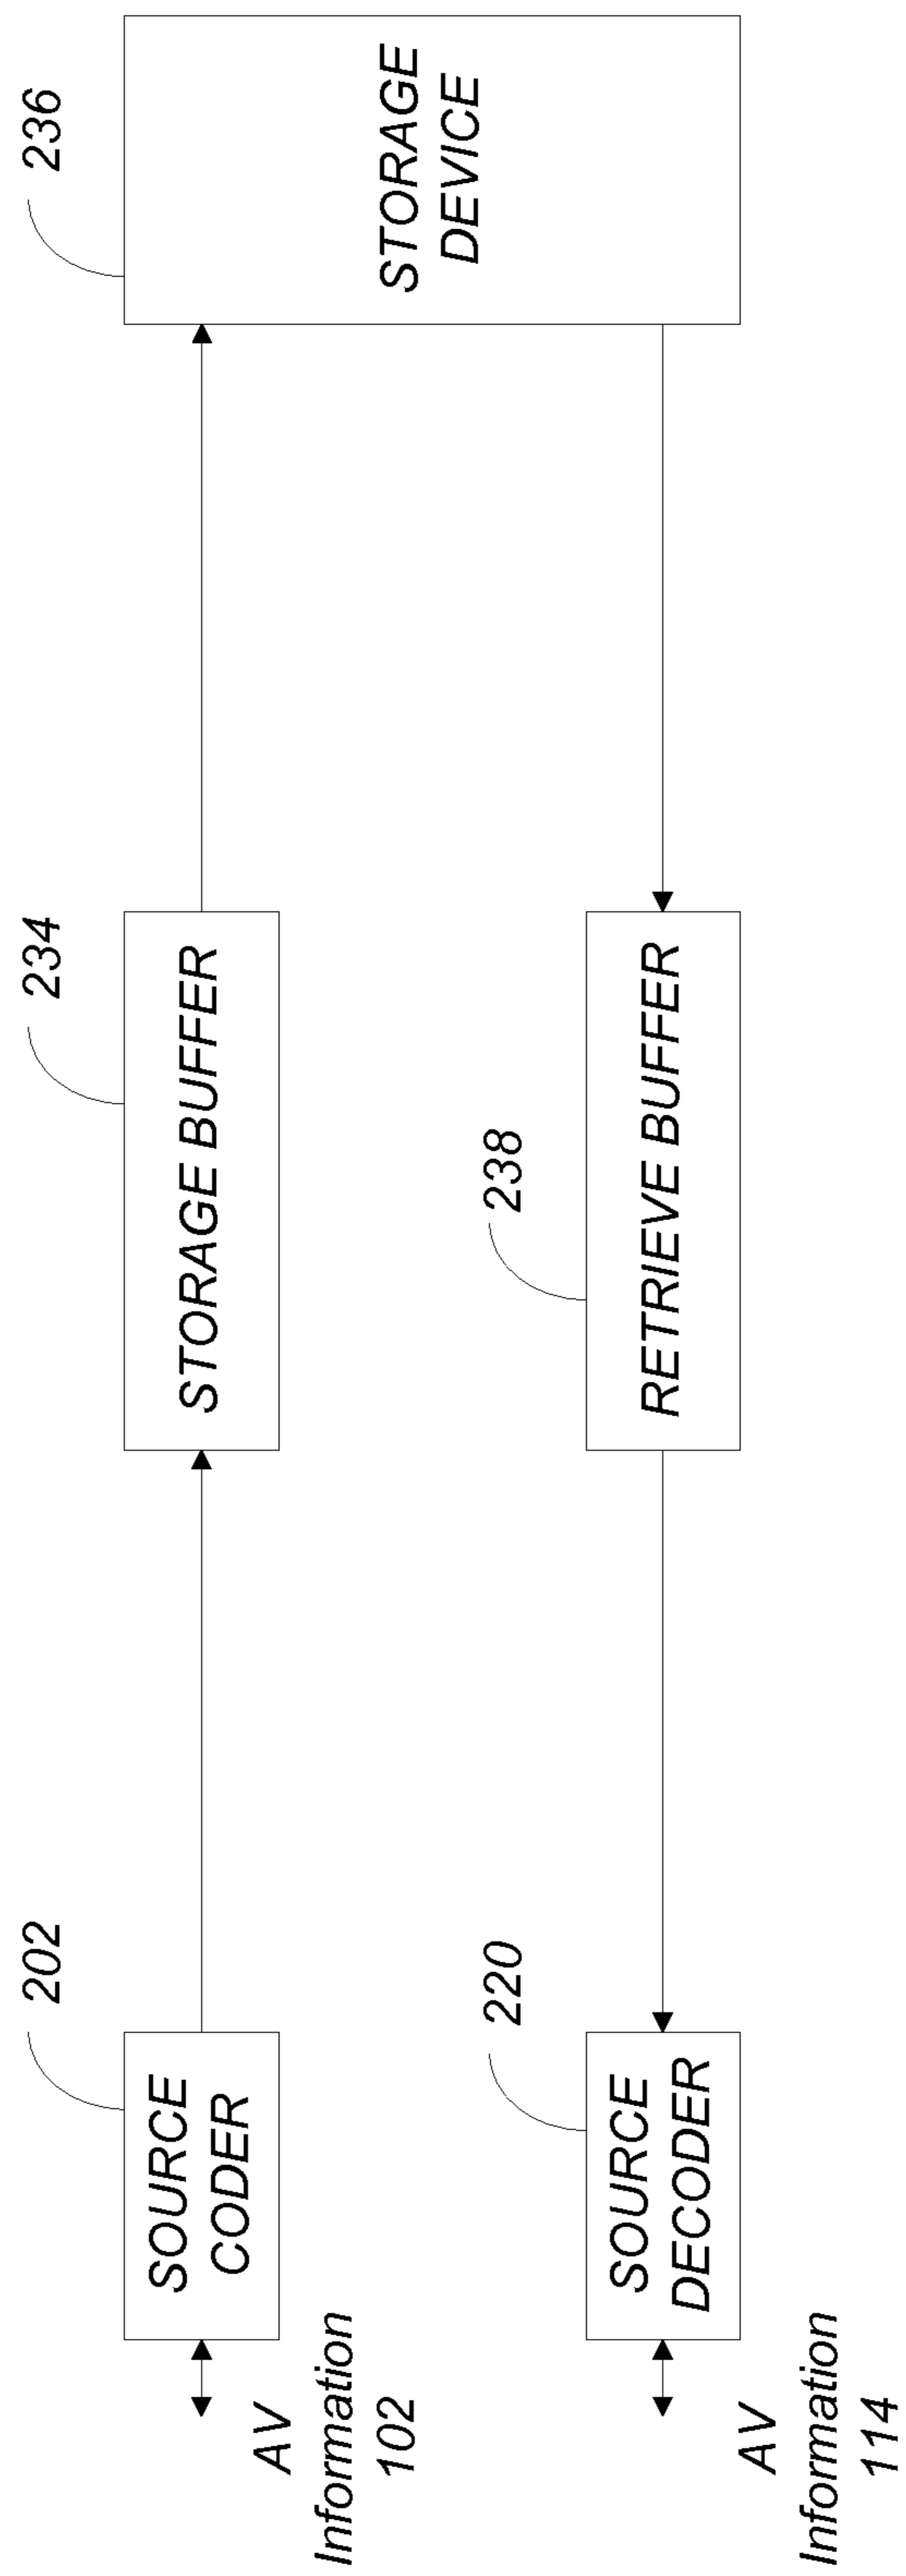 202
SOURCE
CODER
AV
Information
102
234
STORAGE BUFFER
236
STORAGE
DEVICE
220
SOURCE
DECODER
AV
Information
114
238
RETRIEVE BUFFER